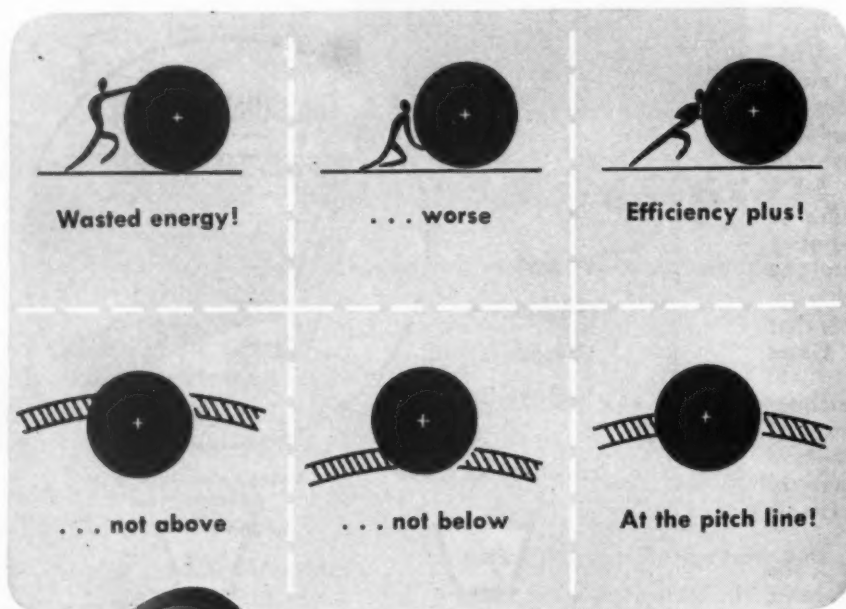 Wasted energy!
. . . worse
Efficiency plus!
. . . not above
. . . not below
At the pitch line!